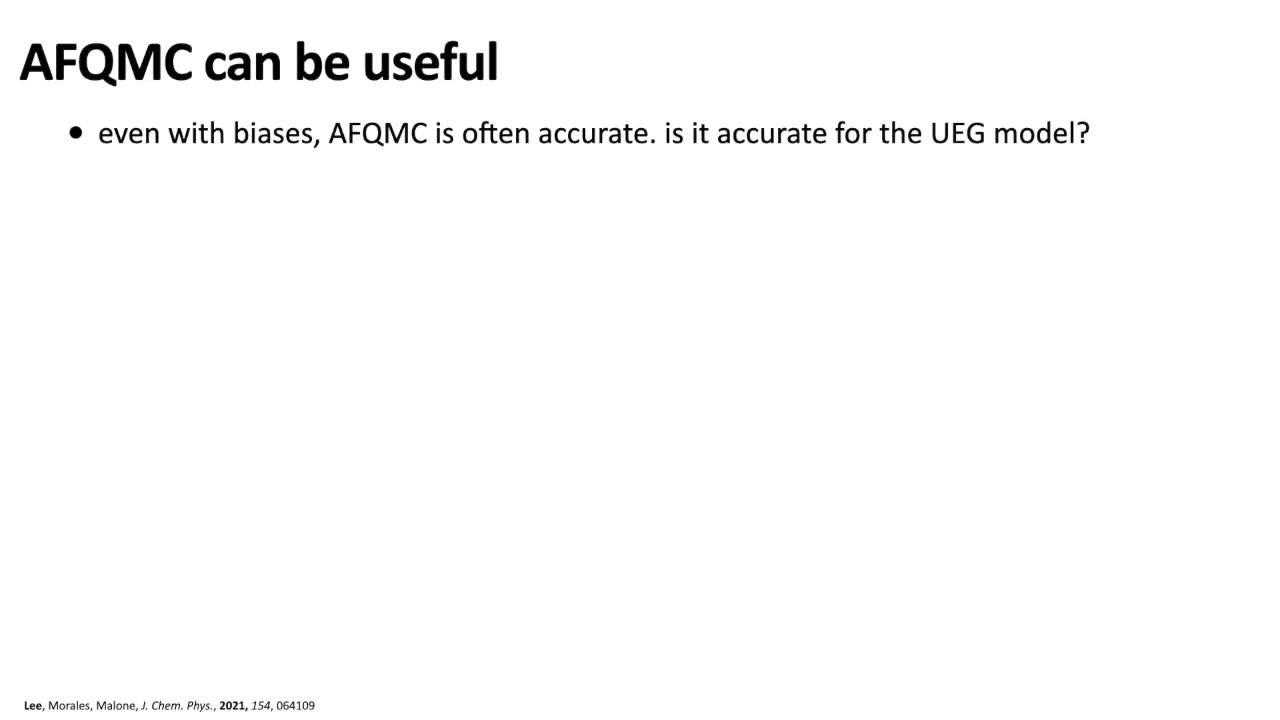 AFQMC can be useful
• even with biases, AFQMC is often accurate. is it accurate for the UEG model?
Lee, Morales, Malone, J. Chem. Phys., 2021, 154, 064109